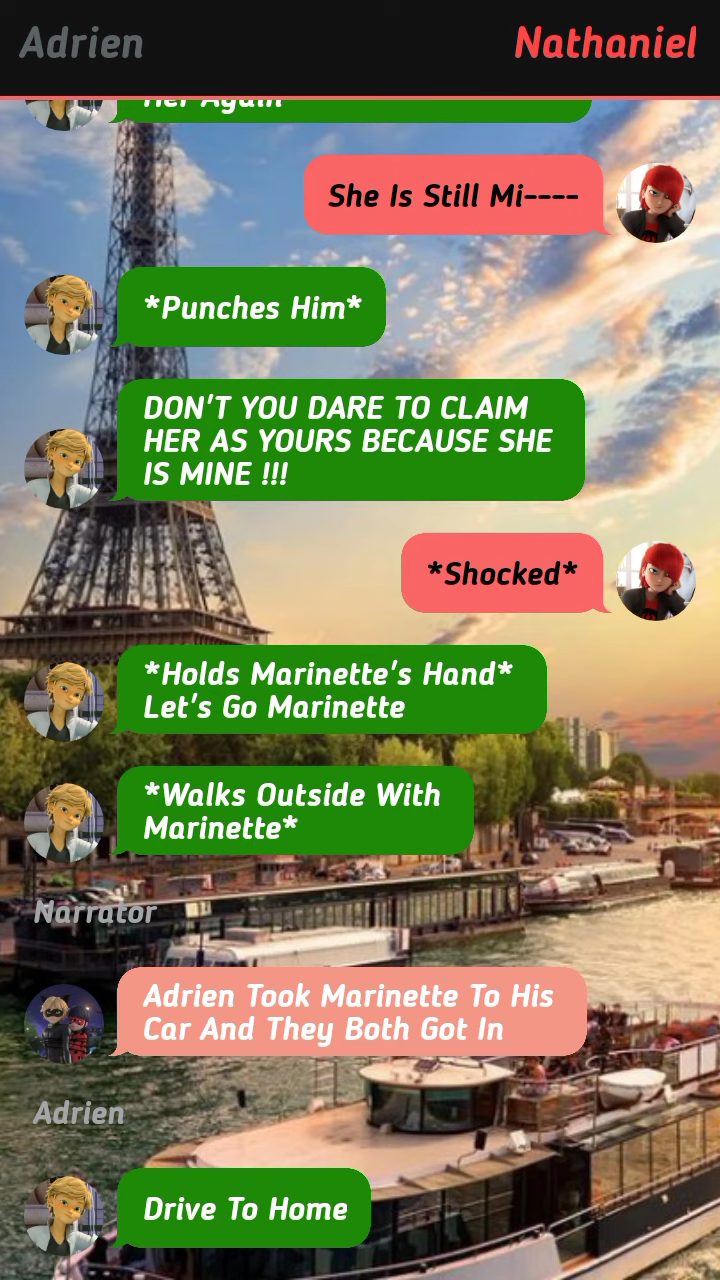 Adrien
Nathaniel
Her Again
She Is Still Mi----
*Punches Him*
DON'T YOU DARE TO CLAIM
HER AS YOURS BECAUSE SHE
IS MINE !!!
*Shocked*
*Holds Marinette's Hand*
Let's Go Marinette
*Walks Outside With
Marinette*
Narrator
Adrien Took Marinette To His
Car And They Both Got In
Adrien
Drive To Home